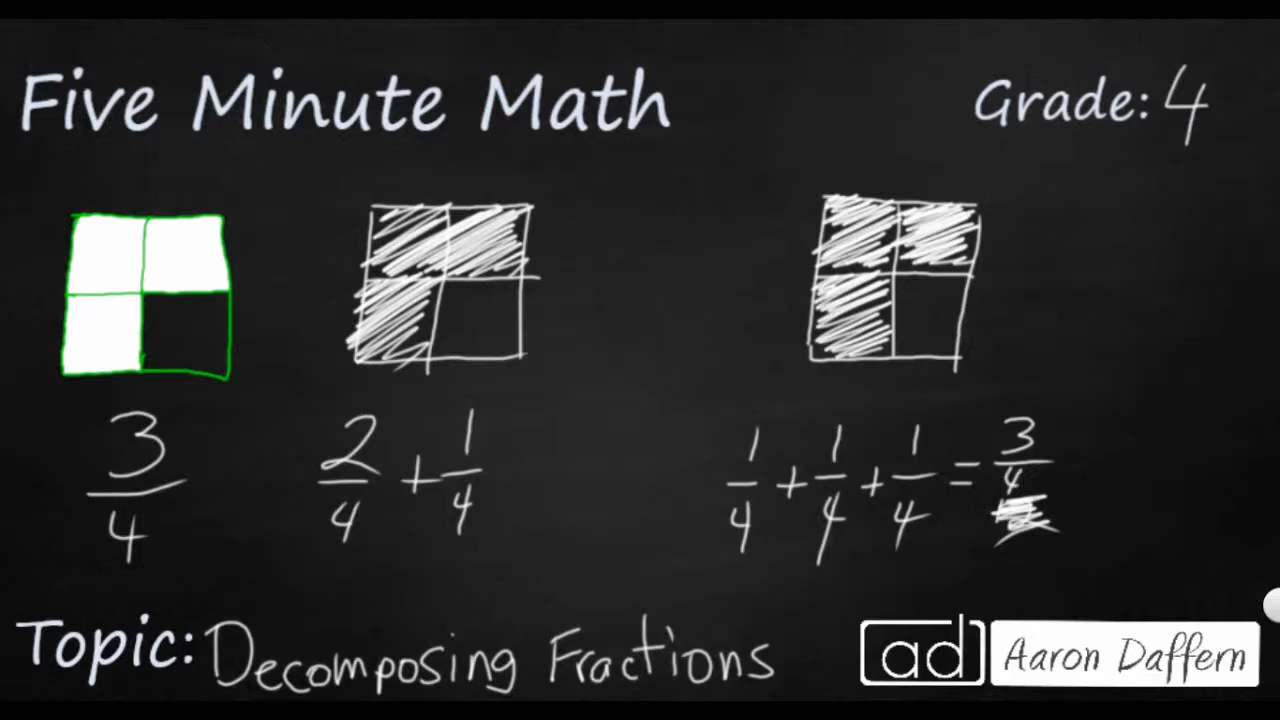 Five Minute Math
Grade: 4
3/4
2/4 + 1/4
1/4 + 1/4 + 1/4 = 3/4
Topic: Decomposing Fractions
ad Aaron Daffern